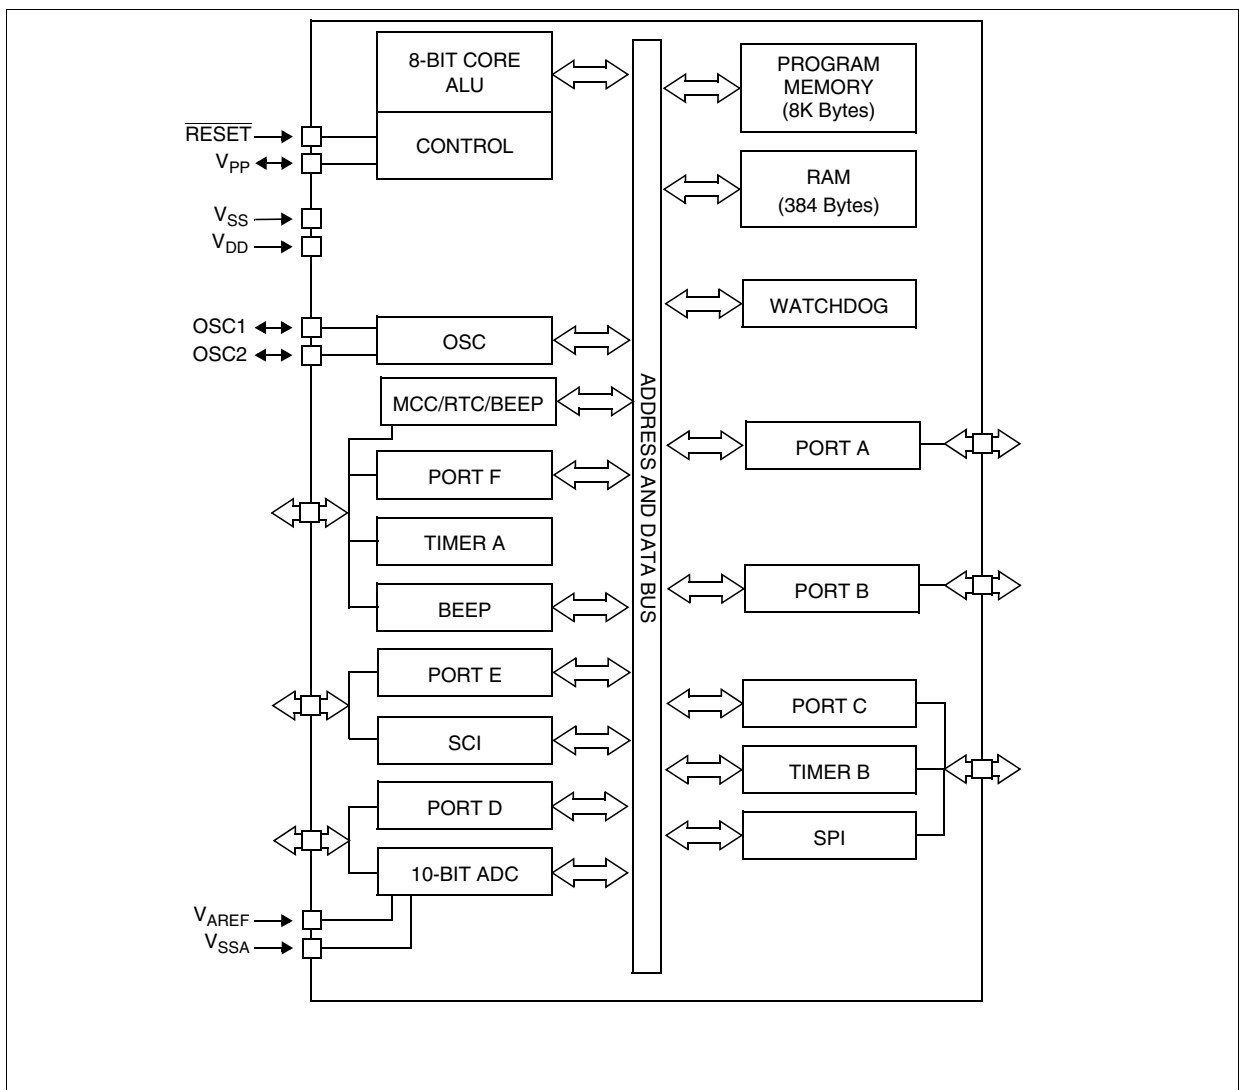 8-BIT CORE
ALU
CONTROL
RESET
VPP
VSS
VDD
OSC1
OSC2
OSC
MCC/RTC/BEEP
PORT F
TIMER A
BEEP
PORT E
SCI
PORT D
10-BIT ADC
VAREF
VSSA
ADDRESS AND DATA BUS
PROGRAM
MEMORY
(8K Bytes)
RAM
(384 Bytes)
WATCHDOG
PORT A
PORT B
PORT C
TIMER B
SPI